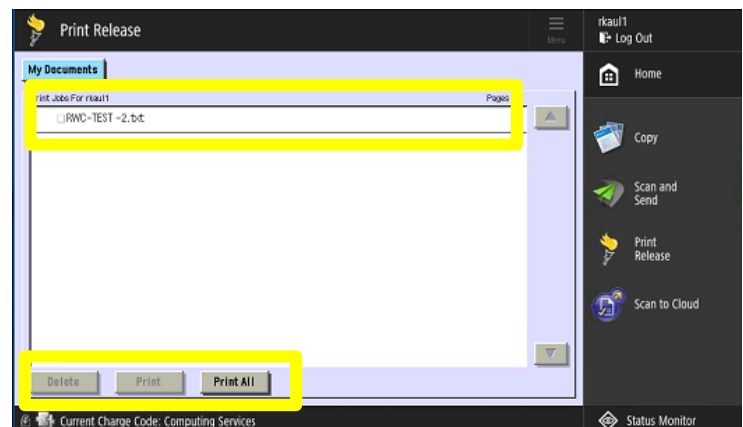 Print Release
Menu
rkaul1
Log Out
My Documents
Home
Print Jobs For rkaul1 Pages
RWC-TEST -2.txt
Copy
Scan and
Send
Print
Release
Scan to Cloud
Delete Print Print All
Current Charge Code: Computing Services
Status Monitor